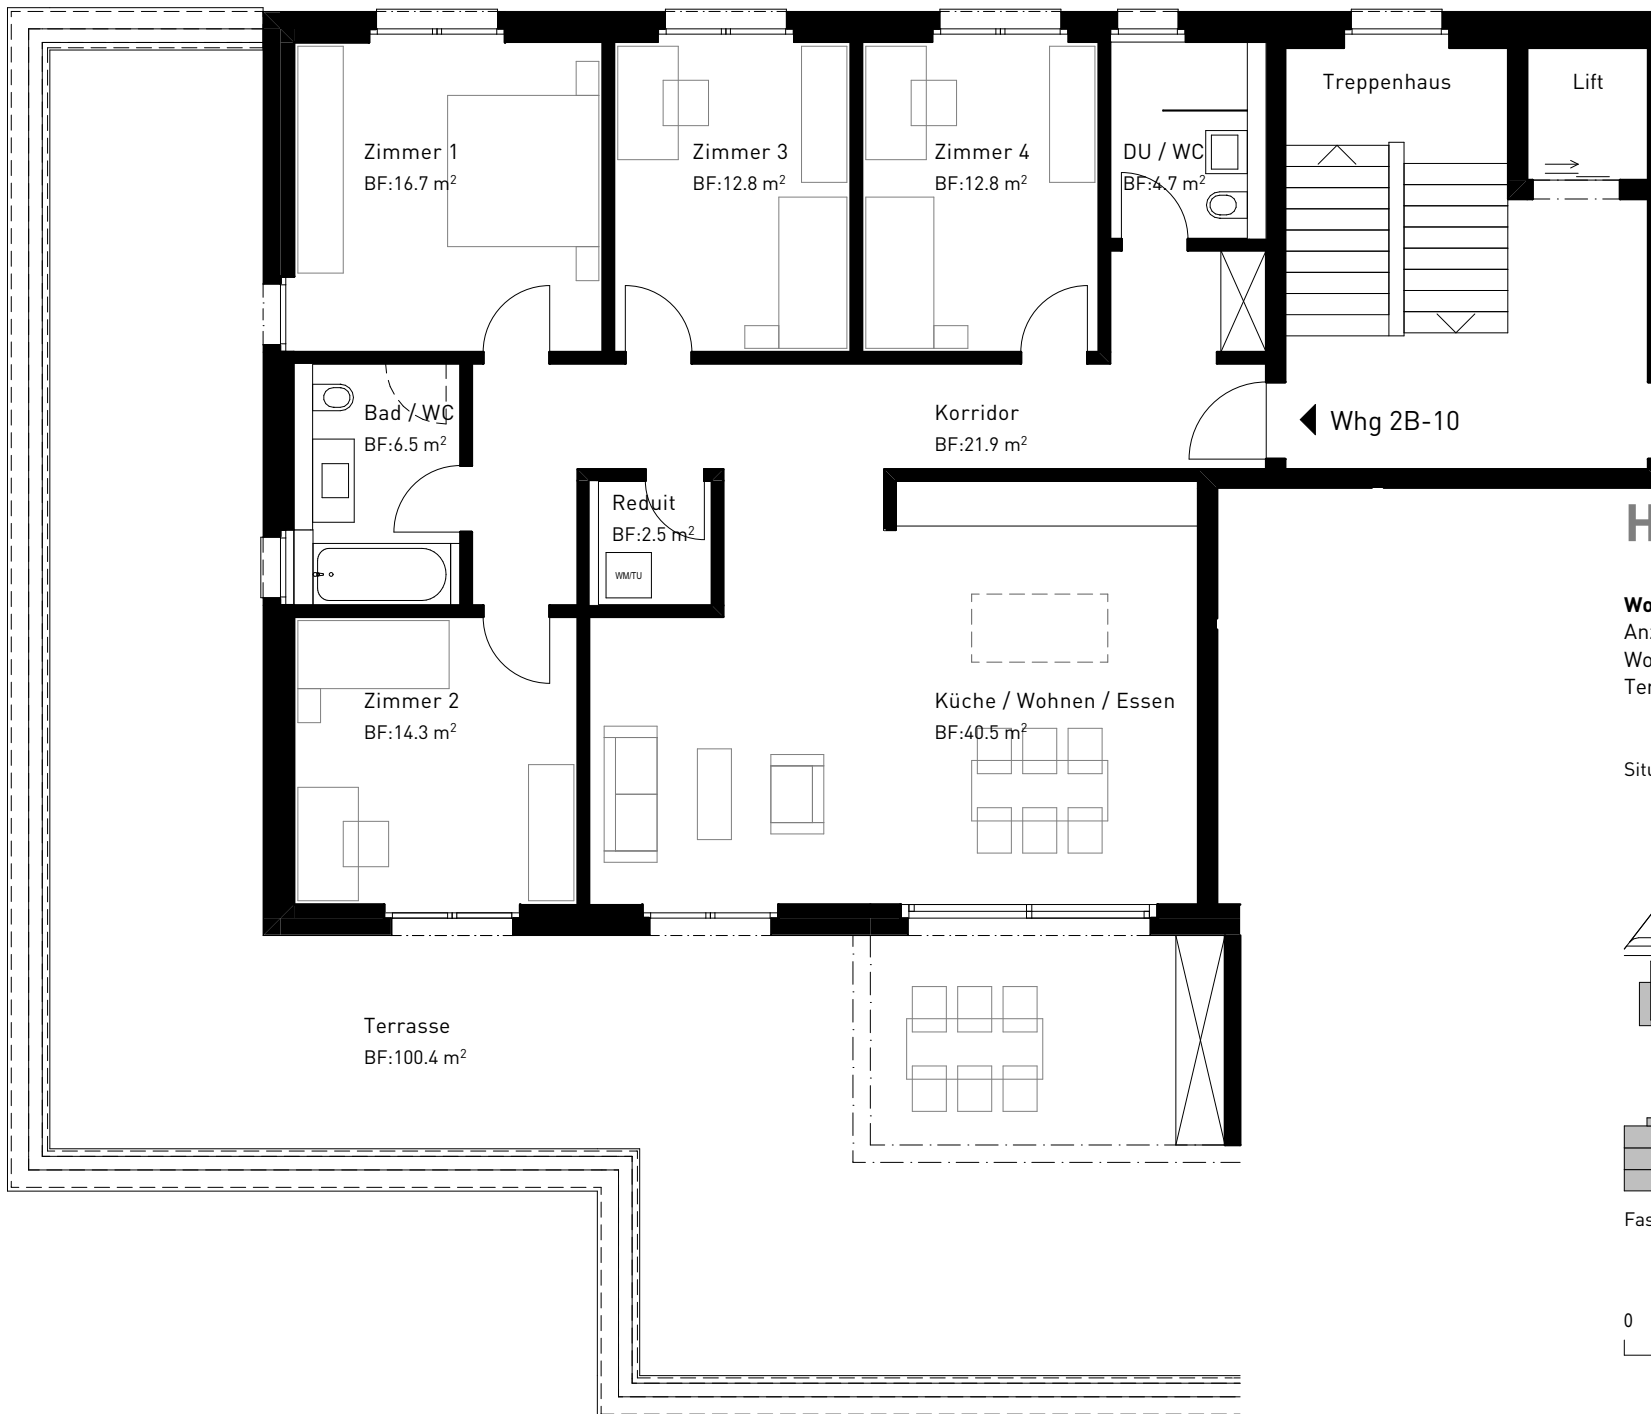 Treppenhaus
Lift
Zimmer 1
BF:16.7 m²
Zimmer 3
BF:12.8 m²
Zimmer 4
BF:12.8 m²
DU / WC
BF:4.7 m²
Bad / WC
BF:6.5 m²
Korridor
BF:21.9 m²
Whg 2B-10
Reduit
BF:2.5 m²
WM/TU
Zimmer 2
BF:14.3 m²
Küche / Wohnen / Essen
BF:40.5 m²
Terrasse
BF:100.4 m²
0